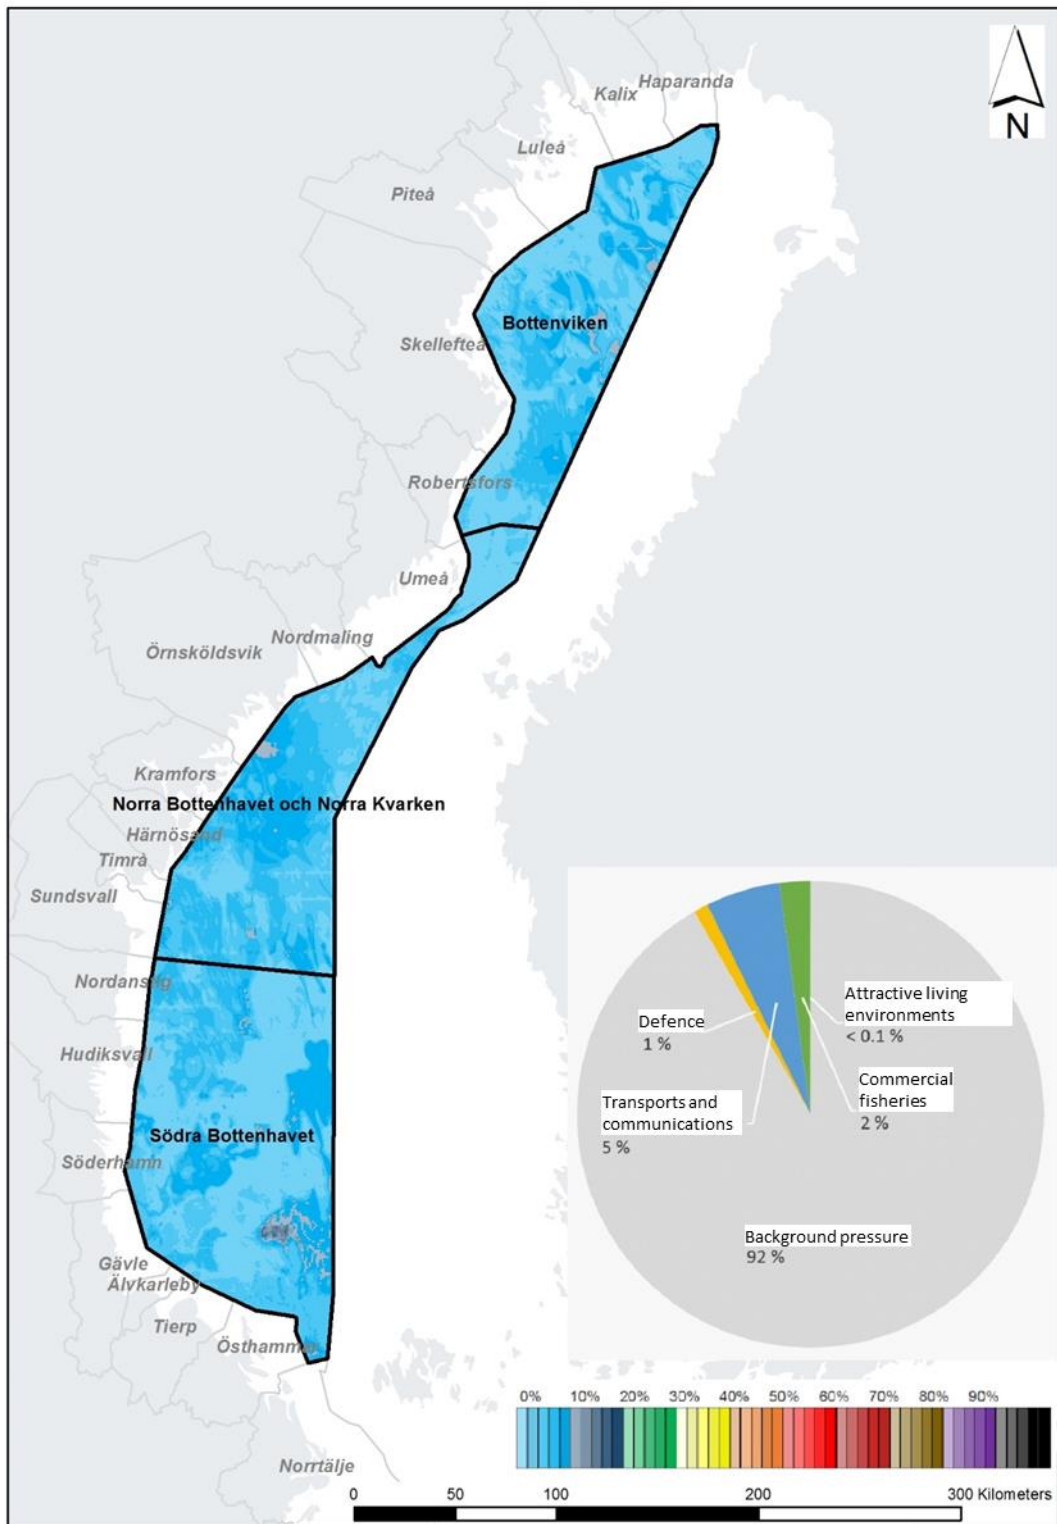 N
Haparanda
Kalix
Luleå
Piteå
Bottenviken
Skellefteå
Robertsfors
Umeå
Nordmaling
Örnsköldsvik
Kramfors
Norra Bottenhavet och Norra Kvarken
Härnösand
Timrå
Sundsvall
Nordanstig
Hudiksvall
Södra Bottenhavet
Söderhamn
Gävle
Älvkarleby
Tierp
Östhammar
Norrtälje
Attractive living
environments
< 0.1 %
Defence
1 %
Commercial
fisheries
2 %
Transports and
communications
5 %
Background pressure
92 %
0% 10% 20% 30% 40% 50% 60% 70% 80% 90%
0 50 100 200 300 Kilometers